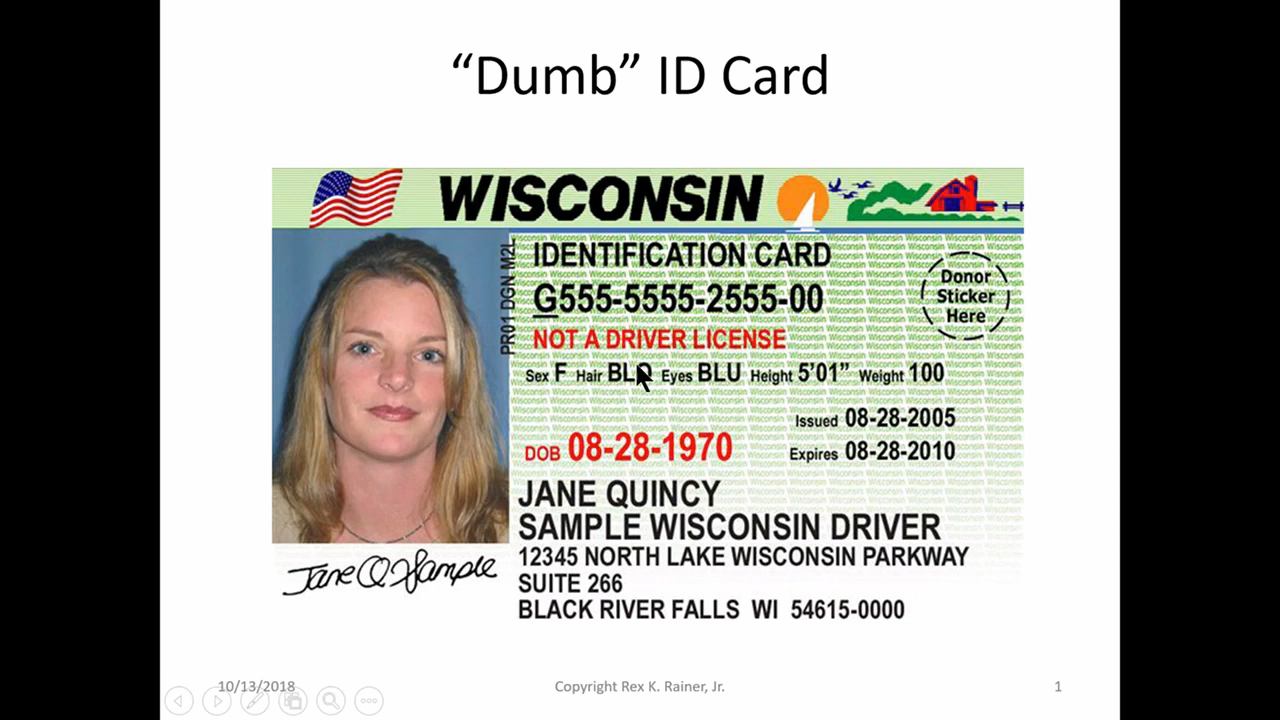 “Dumb” ID Card
WISCONSIN
PR01 DGN M2L
IDENTIFICATION CARD
G555-5555-2555-00
NOT A DRIVER LICENSE
Donor
Sticker
Here
Sex F Hair Eyes BLU Height 5'01” Weight 100
Issued 08-28-2005
DOB 08-28-1970
Expires 08-28-2010
JANE QUINCY
SAMPLE WISCONSIN DRIVER
12345 NORTH LAKE WISCONSIN PARKWAY
SUITE 266
BLACK RIVER FALLS WI 54615-0000
Jane Q Sample
10/13/2018
Copyright Rex K. Rainer, Jr.
1